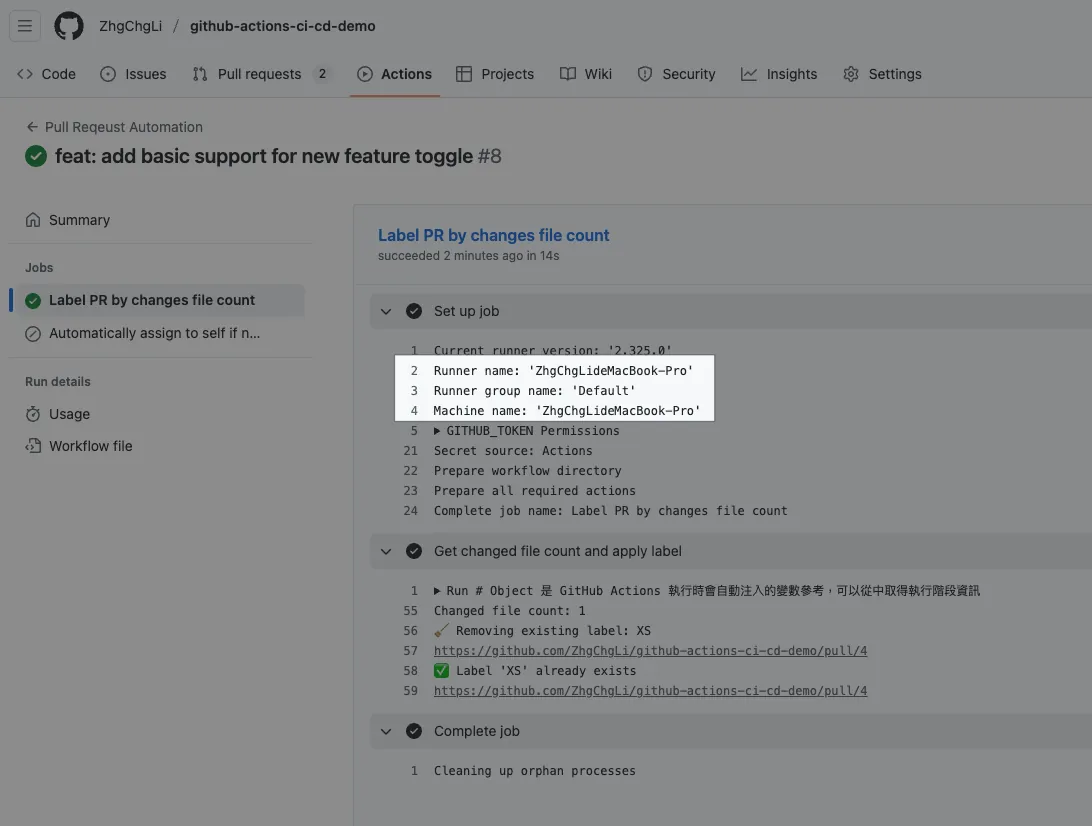 ZhgChgLi / github-actions-ci-cd-demo
Code Issues Pull requests 2 Actions Projects Wiki Security Insights Settings
Pull Reqeust Automation
feat: add basic support for new feature toggle #8
Summary
Jobs
Label PR by changes file count
Automatically assign to self if n...
Run details
Usage
Workflow file
Label PR by changes file count
succeeded 2 minutes ago in 14s
Set up job
1 Current runner version: '2.325.0'
2 Runner name: 'ZhgChgLideMacBook-Pro'
3 Runner group name: 'Default'
4 Machine name: 'ZhgChgLideMacBook-Pro'
5 ▶ GITHUB_TOKEN Permissions
21 Secret source: Actions
22 Prepare workflow directory
23 Prepare all required actions
24 Complete job name: Label PR by changes file count
Get changed file count and apply label
1 ▶ Run # Object 是 GitHub Actions 執行時會自動注入的變數參考，可以從中取得執行階段資訊
55 Changed file count: 1
56 🧹 Removing existing label: XS
57 https://github.com/ZhgChgLi/github-actions-ci-cd-demo/pull/4
58 ✅ Label 'XS' already exists
59 https://github.com/ZhgChgLi/github-actions-ci-cd-demo/pull/4
Complete job
1 Cleaning up orphan processes